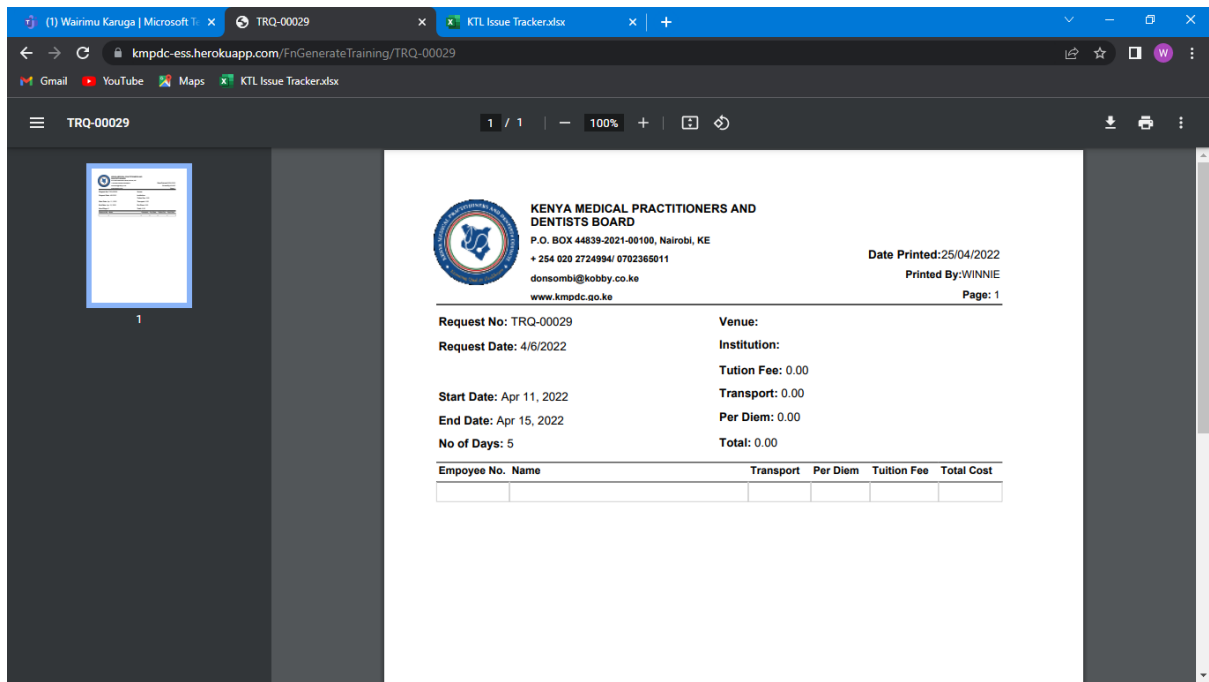 (1) Wairimu Karuga | Microsoft Te
TRQ-00029
KTL Issue Tracker.xlsx
kmpdc-ess.herokuapp.com/FnGenerateTraining/TRQ-00029
W
Gmail
YouTube
Maps
KTL Issue Tracker.xlsx
TRQ-00029
1 / 1
100%
1
KENYA MEDICAL PRACTITIONERS AND
DENTISTS BOARD
P.O. BOX 44839-2021-00100, Nairobi, KE
+ 254 020 2724994/ 0702365011
donsombi@kobby.co.ke
www.kmpdc.go.ke
Date Printed:25/04/2022
Printed By:WINNIE
Page: 1
Request No: TRQ-00029
Venue:
Request Date: 4/6/2022
Institution:
Tution Fee: 0.00
Start Date: Apr 11, 2022
Transport: 0.00
End Date: Apr 15, 2022
Per Diem: 0.00
No of Days: 5
Total: 0.00
Empoyee No. Name Transport Per Diem Tuition Fee Total Cost